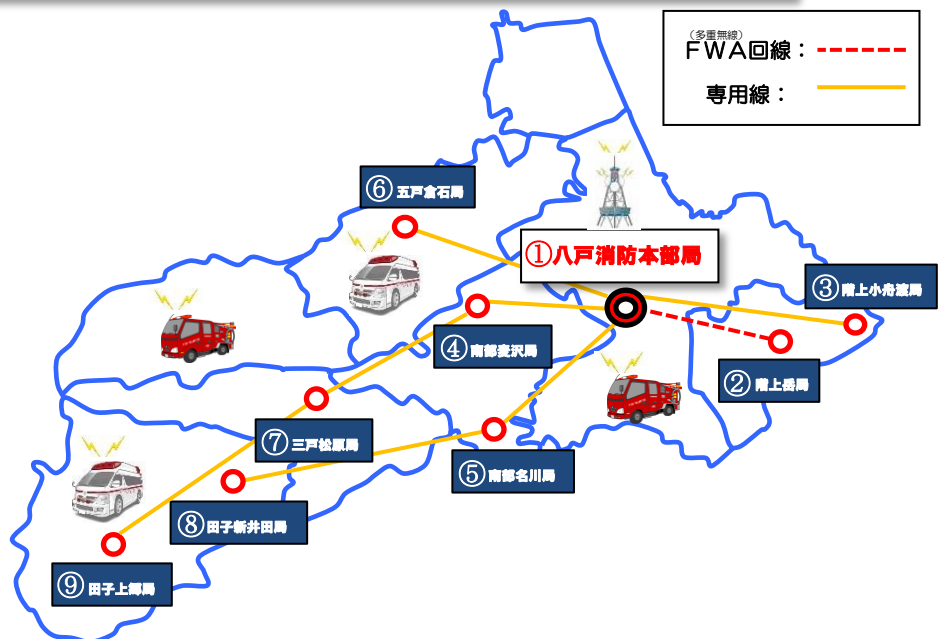 (多重無線)
FWA回線：
専用線：
⑥ 五戸倉石局
①八戸消防本部局
③ 階上小舟渡局
④ 南部麦沢局
② 階上岳局
⑦ 三戸松原局
⑤ 南部名川局
⑧ 田子新井田局
⑨ 田子上郷局